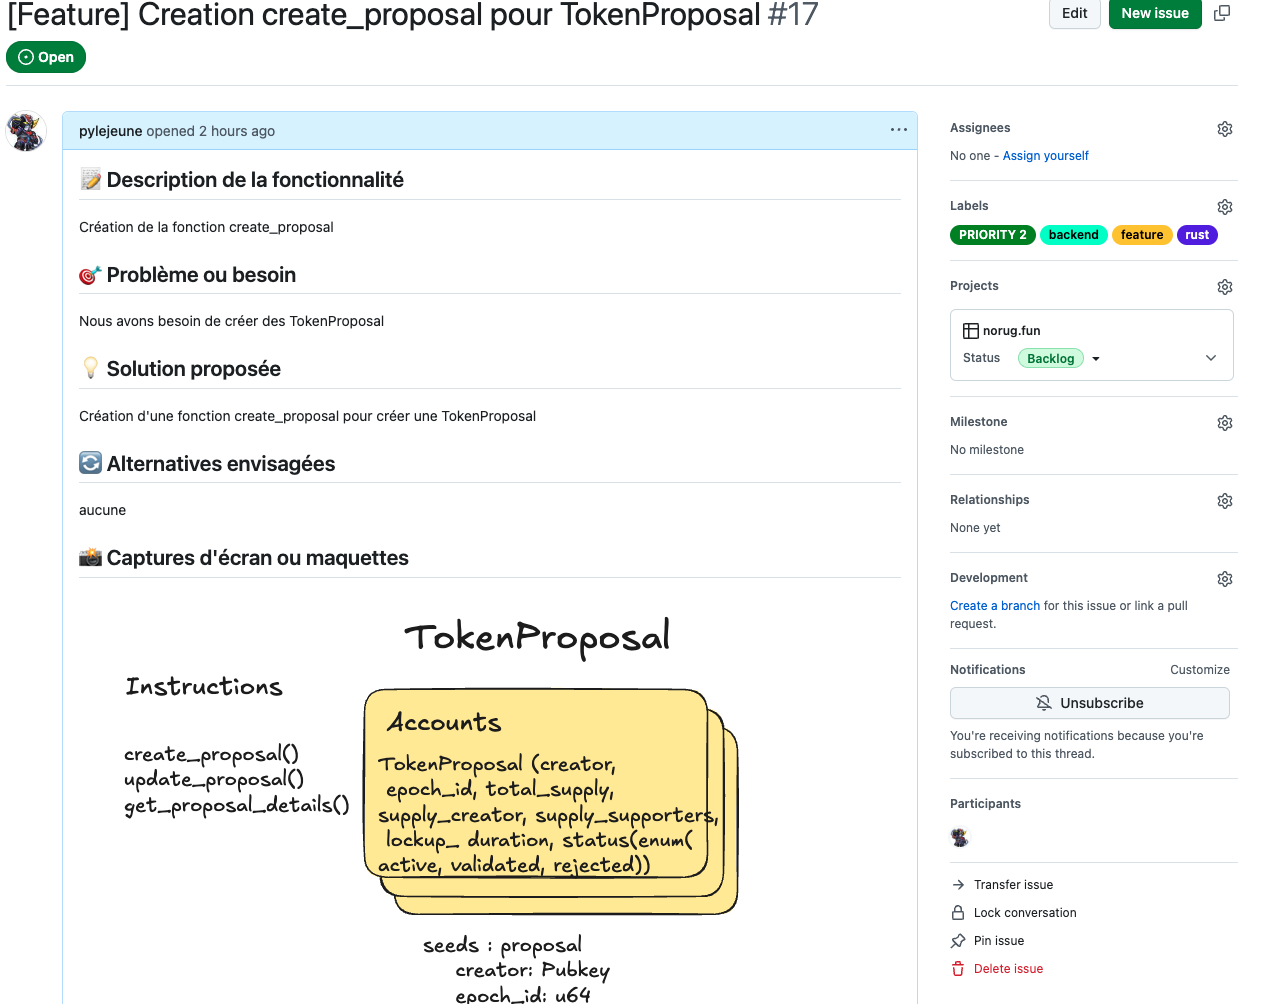 [Feature] Creation create_proposal pour TokenProposal #17
Edit
New issue
Open
pylejeune opened 2 hours ago
Description de la fonctionnalité
Création de la fonction create_proposal
Problème ou besoin
Nous avons besoin de créer des TokenProposal
Solution proposée
Création d'une fonction create_proposal pour créer une TokenProposal
Alternatives envisagées
aucune
Captures d'écran ou maquettes
TokenProposal
Instructions
create_proposal()
update_proposal()
get_proposal_details()
Accounts
TokenProposal (creator,
epoch_id, total_supply,
supply_creator, supply_supporters,
lockup_ duration, status(enum(
active, validated, rejected))
seeds : proposal
creator: Pubkey
epoch_id: u64
Assignees
No one - Assign yourself
Labels
PRIORITY 2 backend feature rust
Projects
norug.fun
Status Backlog
Milestone
No milestone
Relationships
None yet
Development
Create a branch for this issue or link a pull
request.
Notifications Customize
Unsubscribe
You're receiving notifications because you're
subscribed to this thread.
Participants
Transfer issue
Lock conversation
Pin issue
Delete issue